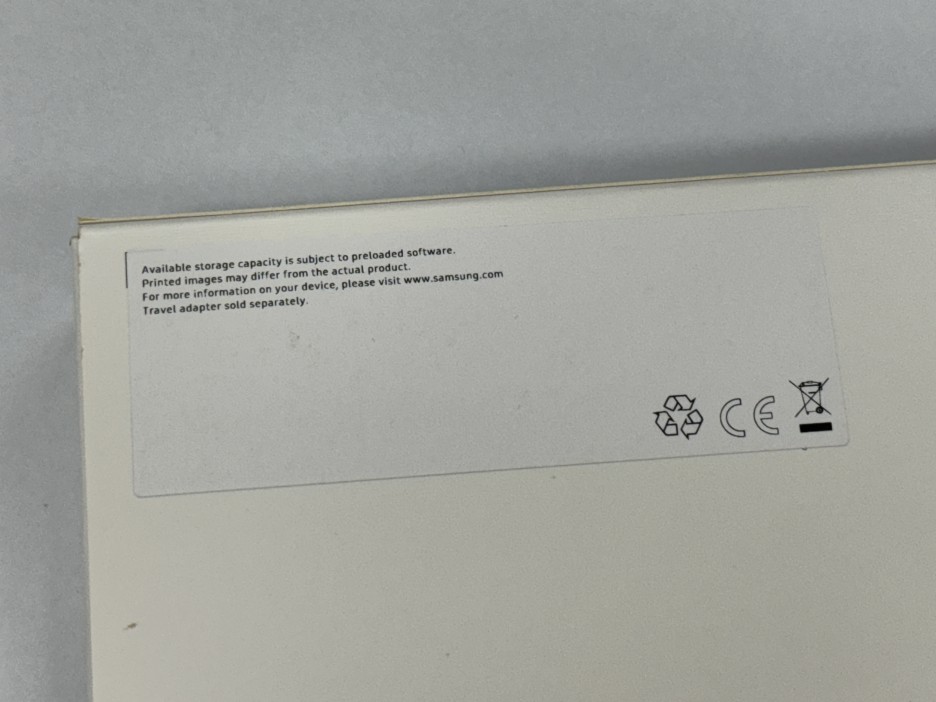 Available storage capacity is subject to preloaded software.
Printed images may differ from the actual product.
For more information on your device, please visit www.samsung.com
Travel adapter sold separately.
CE